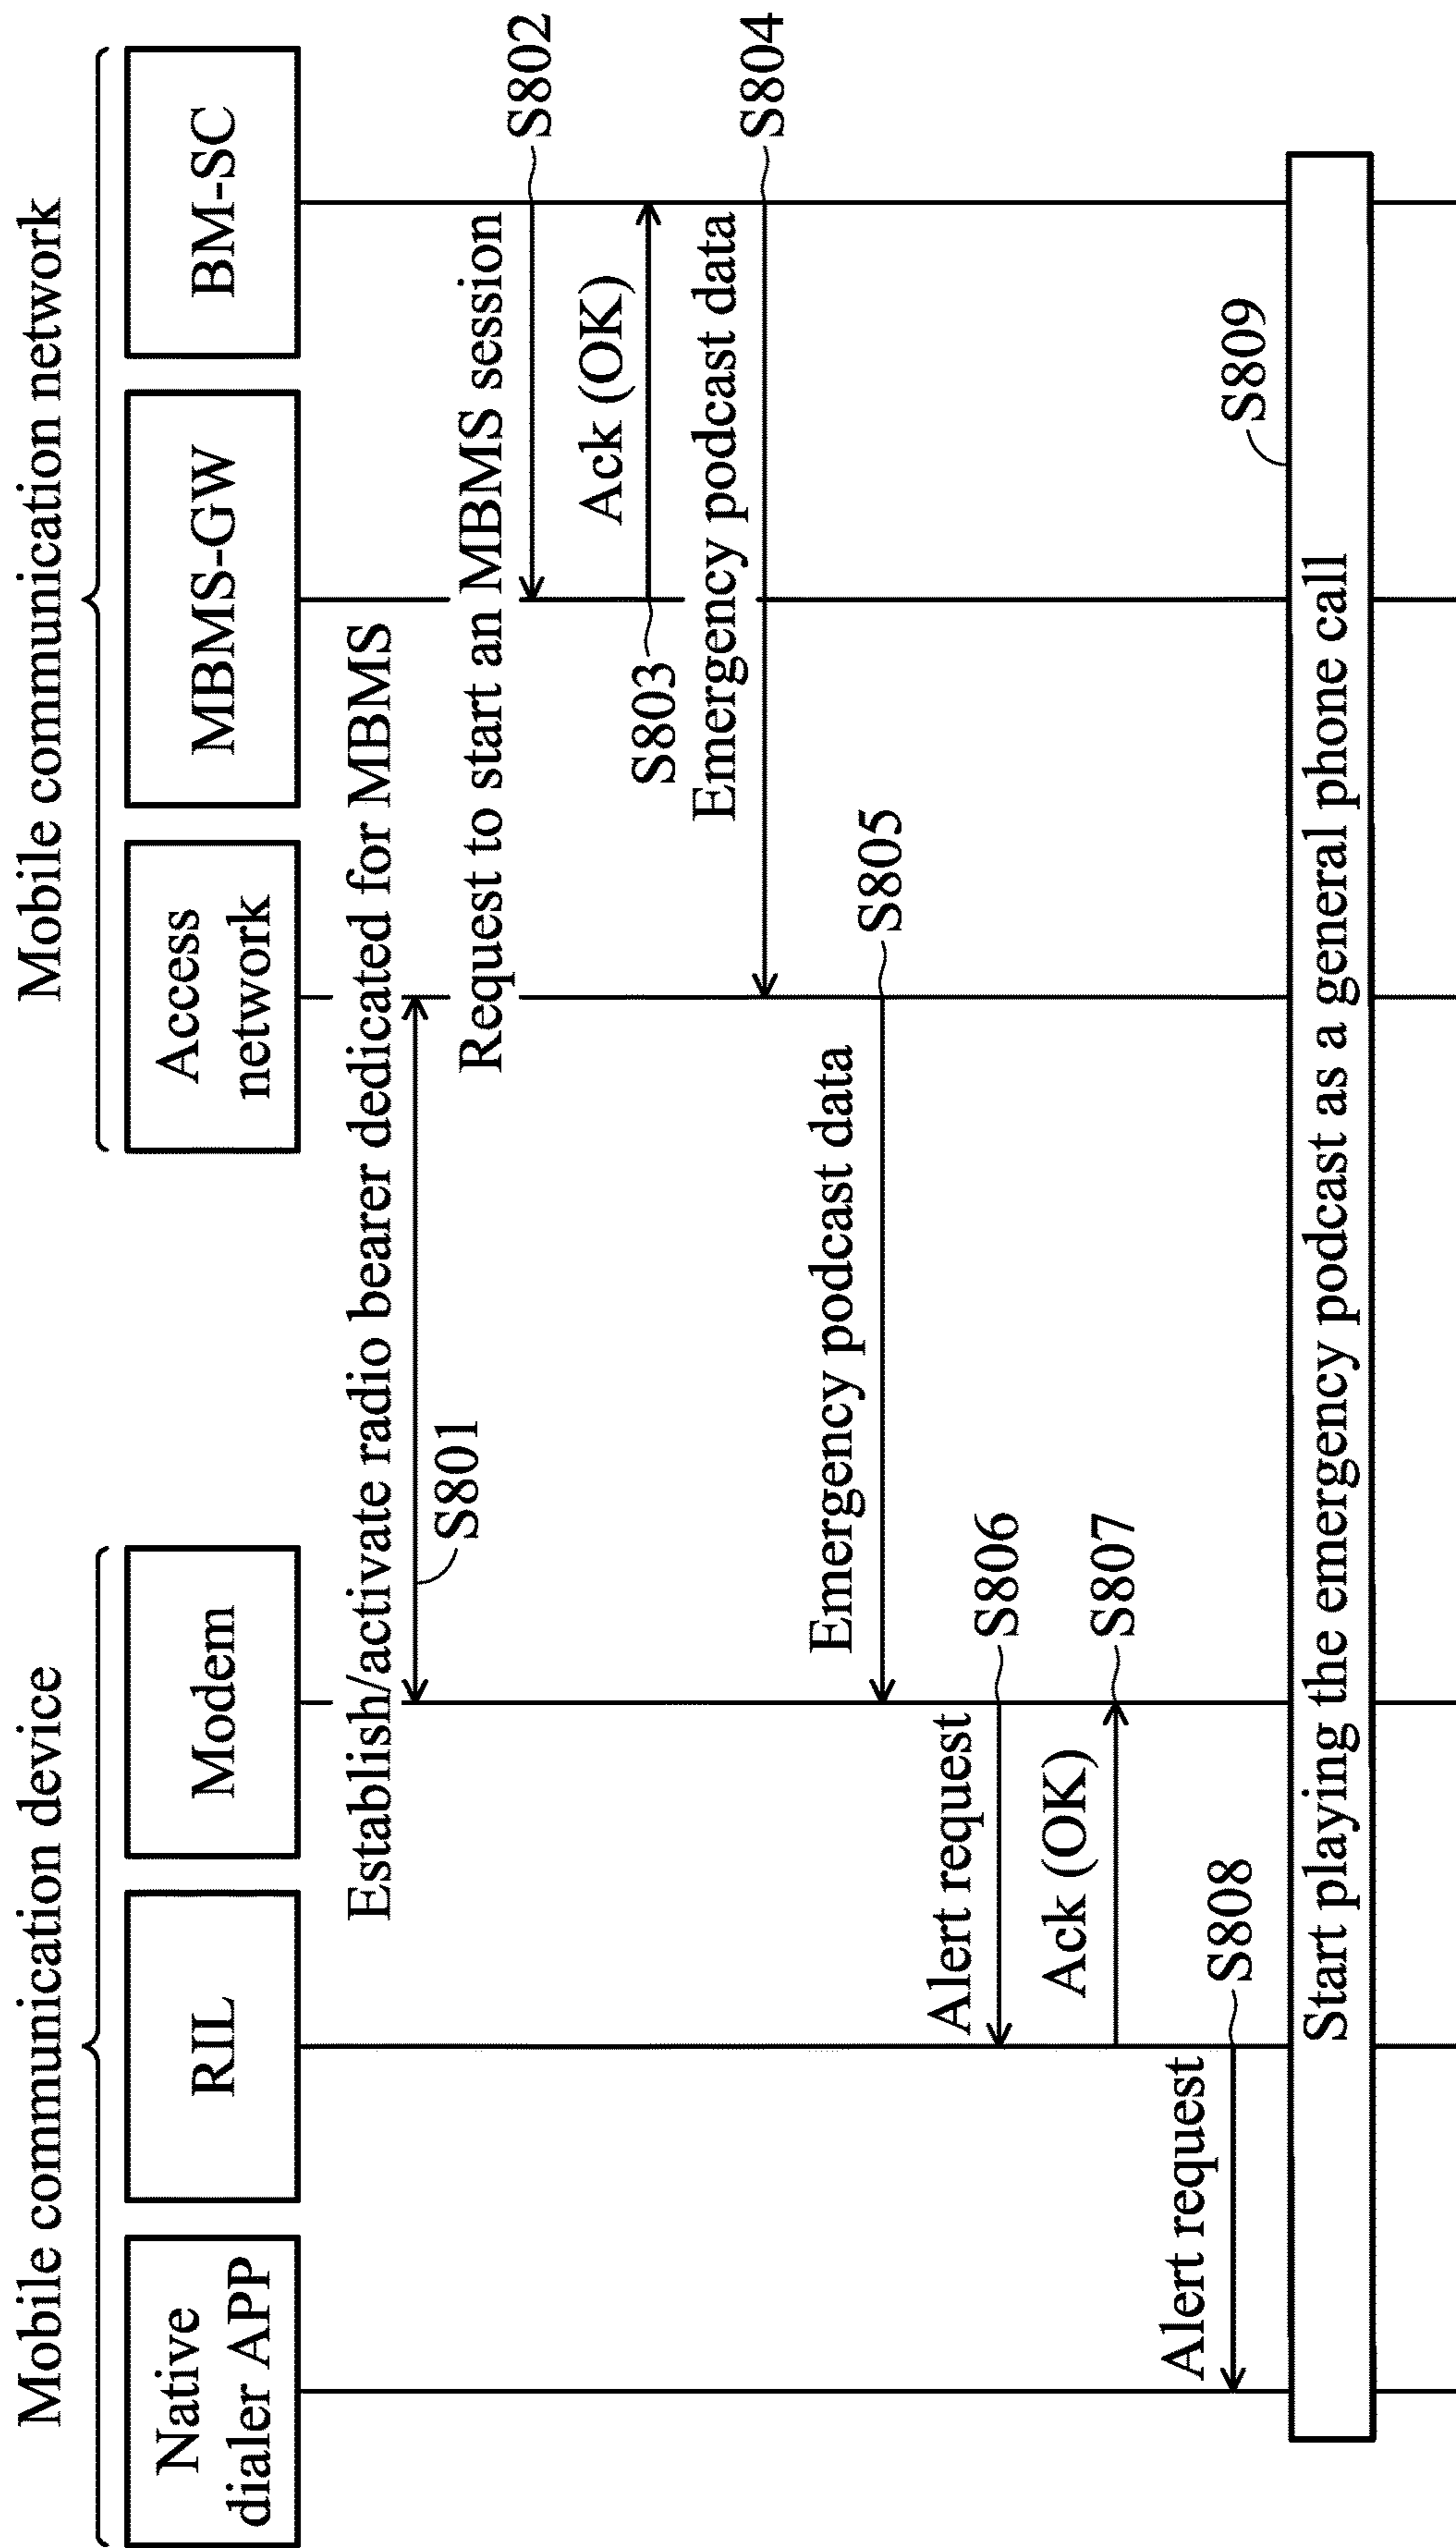 Mobile communication device
Mobile communication network
Native
dialer APP
RIL
Modem
Access
network
MBMS-GW
BM-SC
Establish/activate radio bearer dedicated for MBMS
S801
Request to start an MBMS session
S802
Ack (OK)
S803
Emergency podcast data
S804
Emergency podcast data
S805
Alert request
S806
Ack (OK)
S807
Alert request
S808
S809
Start playing the emergency podcast as a general phone call